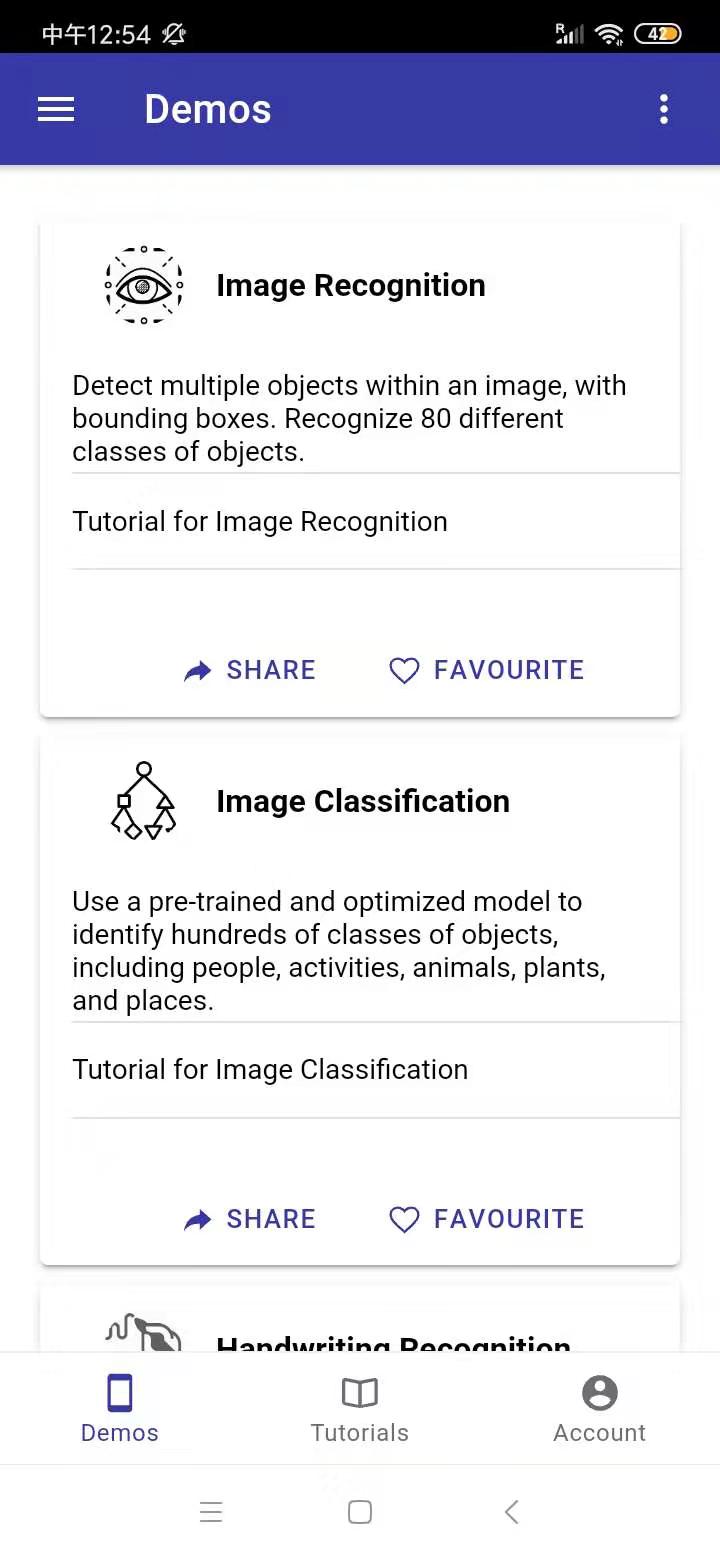 中午12:54
R
42
Demos
Image Recognition
Detect multiple objects within an image, with
bounding boxes. Recognize 80 different
classes of objects.
Tutorial for Image Recognition
SHARE FAVOURITE
Image Classification
Use a pre-trained and optimized model to
identify hundreds of classes of objects,
including people, activities, animals, plants,
and places.
Tutorial for Image Classification
SHARE FAVOURITE
Handwriting Recognition
Demos Tutorials Account